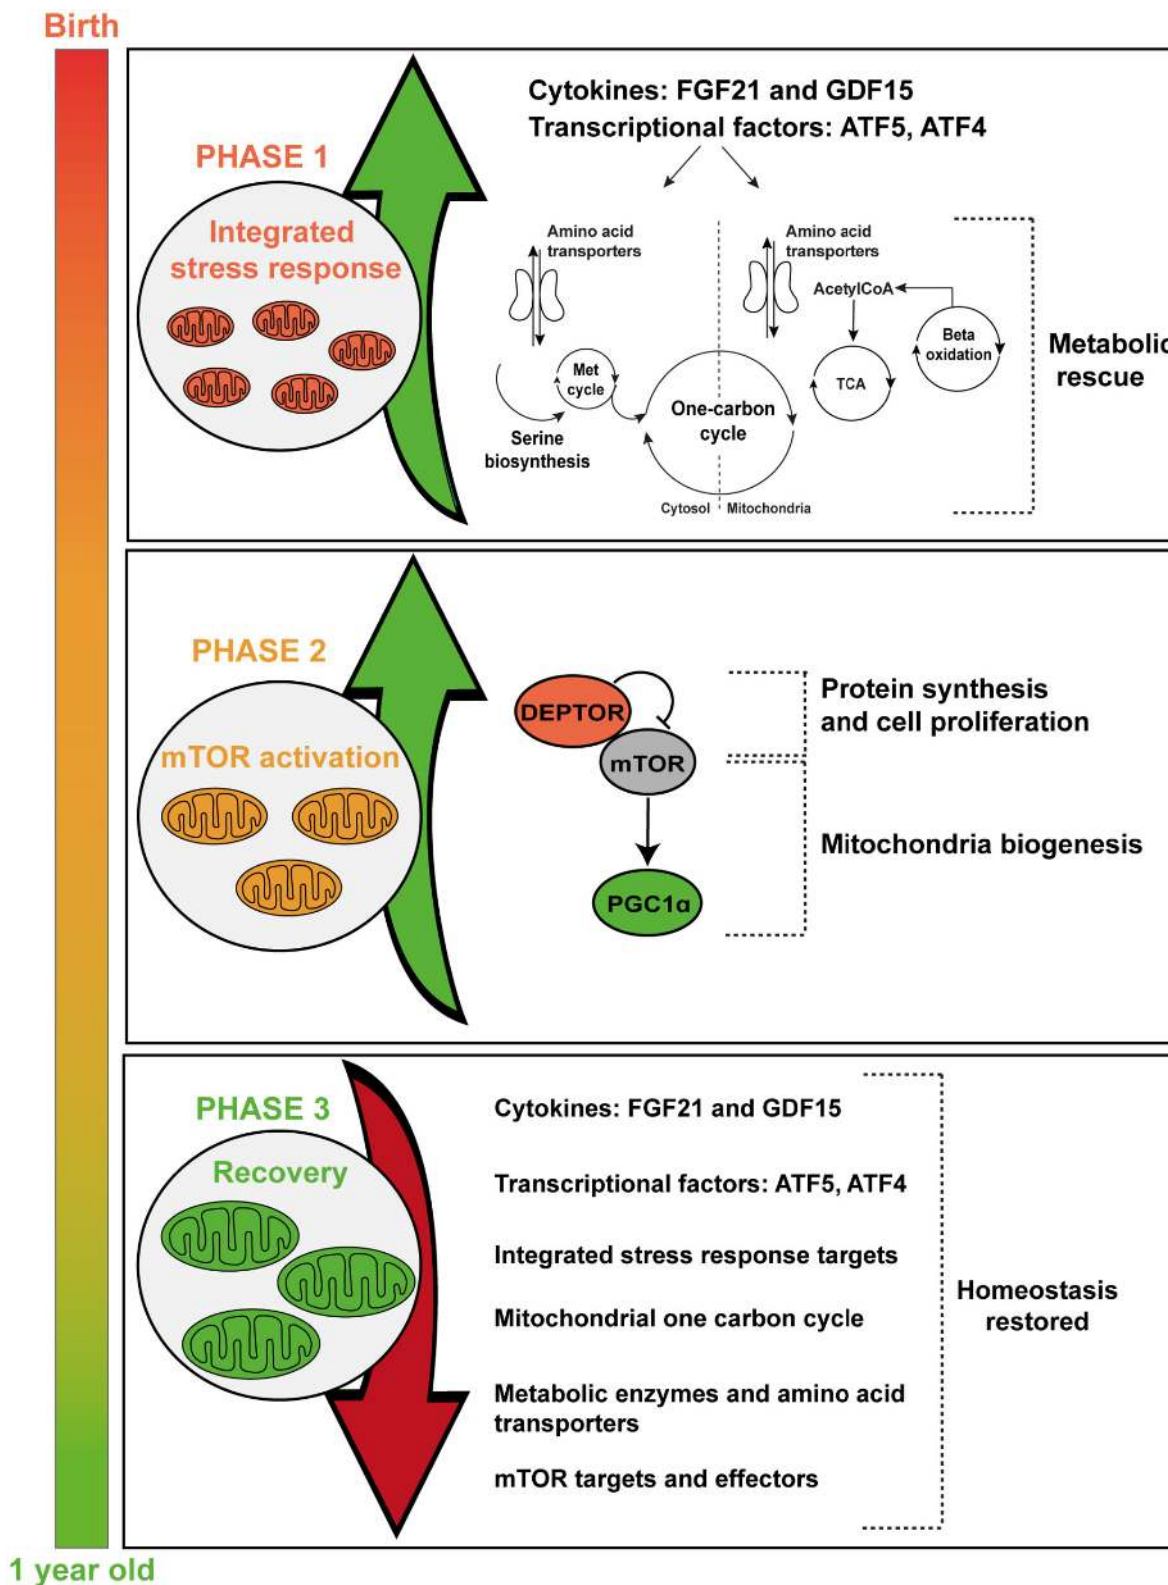 Birth
PHASE 1
Integrated
stress response
Cytokines: FGF21 and GDF15
Transcriptional factors: ATF5, ATF4
Amino acid
transporters
Amino acid
transporters
AcetylCoA
Beta
oxidation
TCA
Met
cycle
One-carbon
cycle
Serine
biosynthesis
Cytosol
Mitochondria
Metabolic
rescue
PHASE 2
mTOR activation
DEPTOR
mTOR
PGC1α
Protein synthesis
and cell proliferation
Mitochondria biogenesis
PHASE 3
Recovery
Cytokines: FGF21 and GDF15
Transcriptional factors: ATF5, ATF4
Integrated stress response targets
Mitochondrial one carbon cycle
Metabolic enzymes and amino acid
transporters
mTOR targets and effectors
Homeostasis
restored
1 year old